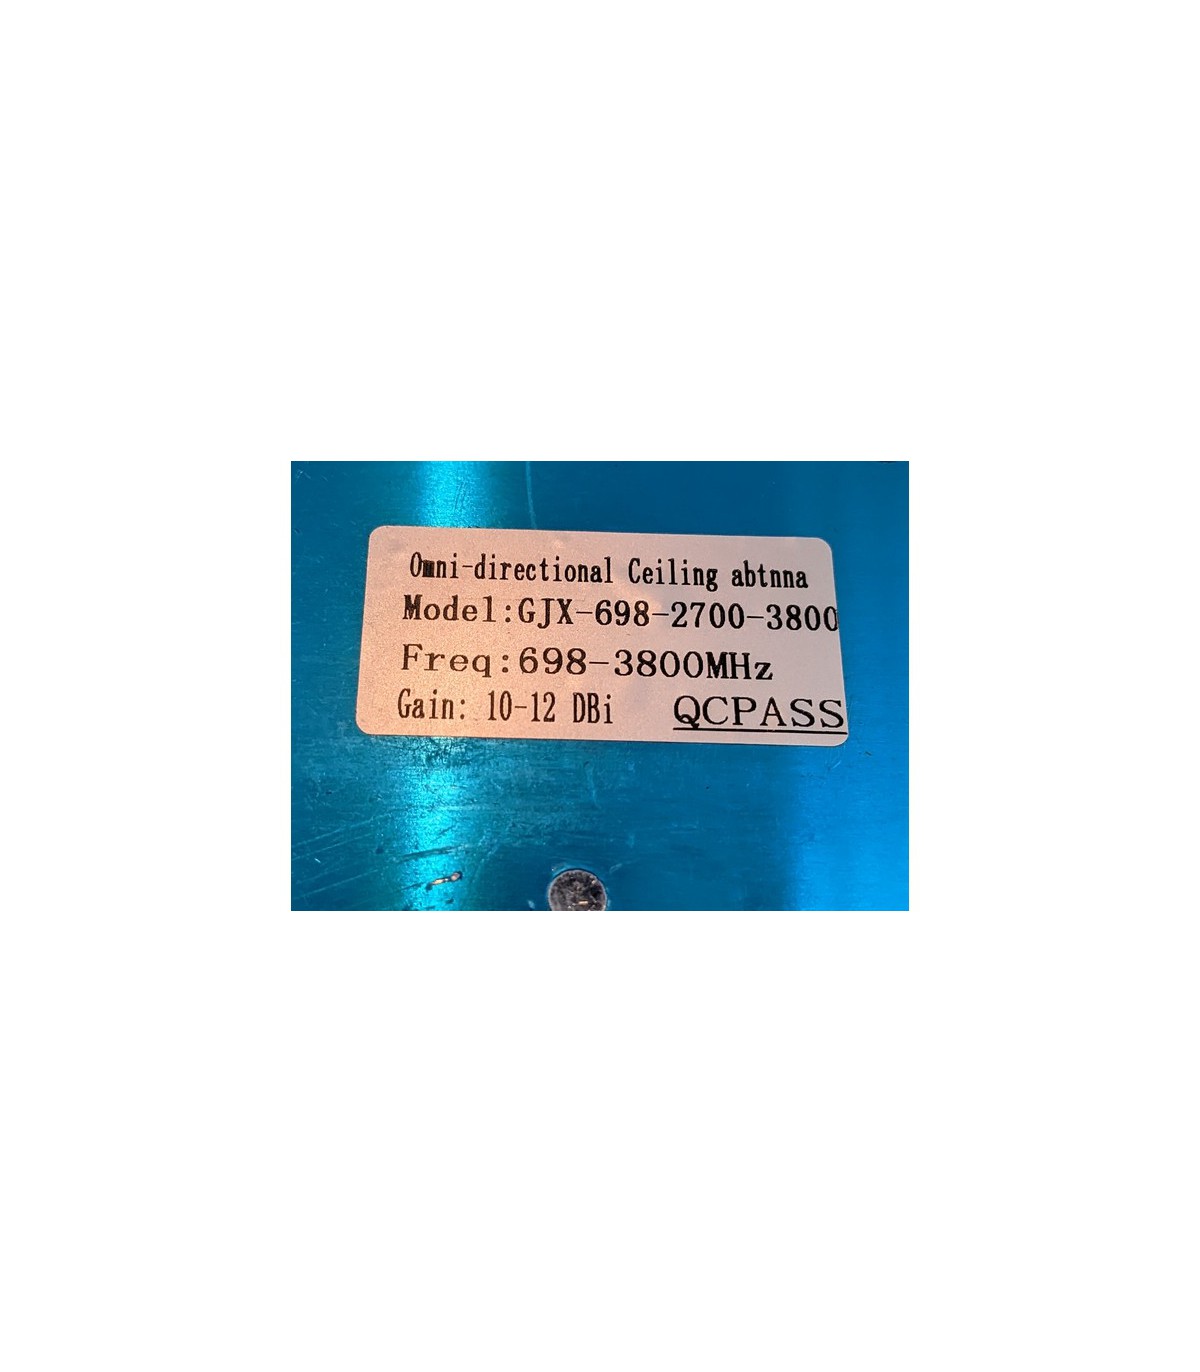 Omni-directional Ceiling abtnna
Model:GJX-698-2700-3800
Freq:698-3800MHz
Gain: 10-12 DBi QCPASS